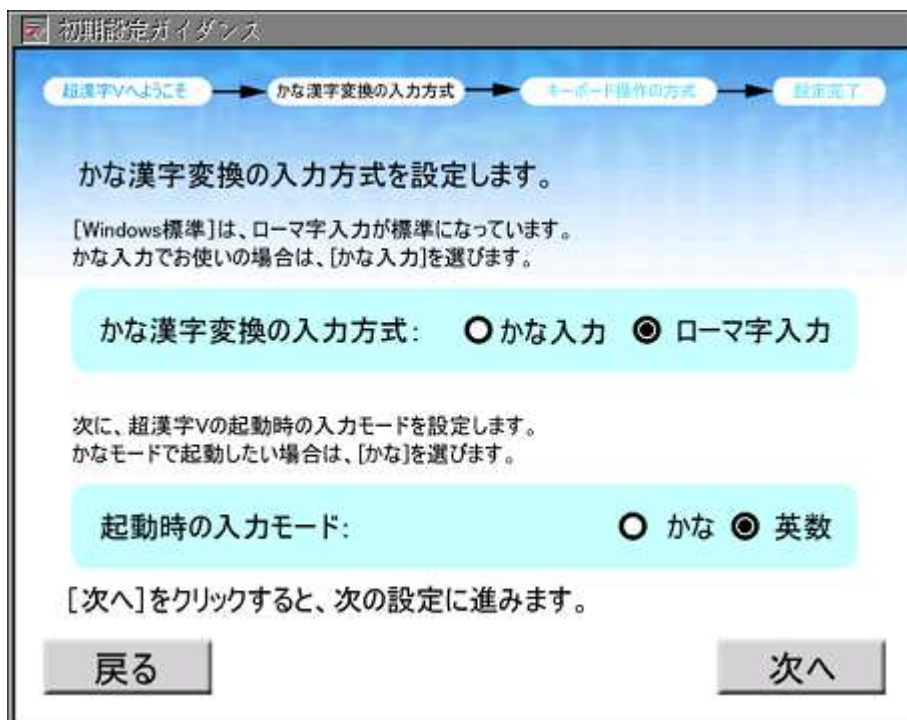 初期設定ガイダンス
超漢字Vへようこそ かな漢字変換の入力方式 キーボード操作の方式 設定完了
かな漢字変換の入力方式を設定します。
[Windows標準]は、ローマ字入力が標準になっています。
かな入力でお使いの場合は、[かな入力]を選びます。
かな漢字変換の入力方式: かな入力 ローマ字入力
次に、超漢字Vの起動時の入力モードを設定します。
かなモードで起動したい場合は、[かな]を選びます。
起動時の入力モード: かな 英数
[次へ]をクリックすると、次の設定に進みます。
戻る 次へ